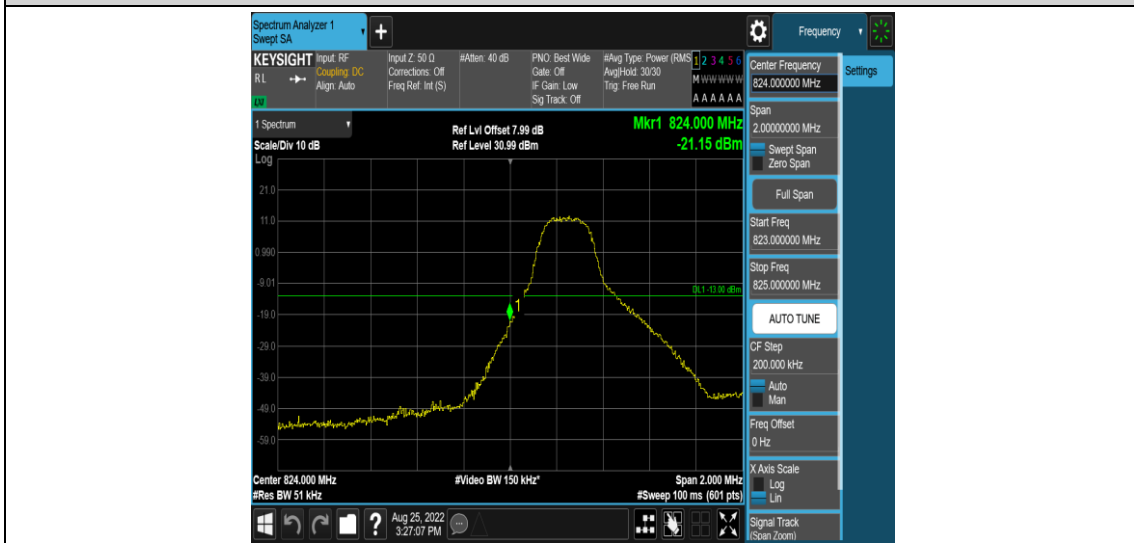 Spectrum Analyzer 1
Swept SA
+
Frequency
KEYSIGHT
RL
LXI
Input: RF
Coupling: DC
Align: Auto
Input Z: 50 Ω
Corrections: Off
Freq Ref: Int (S)
#Atten: 40 dB
PNO: Best Wide
Gate: Off
IF Gain: Low
Sig Track: Off
#Avg Type: Power (RMS
Avg|Hold: 30/30
Trig: Free Run
1 2 3 4 5 6
M W W W W W
A A A A A A
1 Spectrum
Scale/Div 10 dB
Log
Ref Lvl Offset 7.99 dB
Ref Level 30.99 dBm
Mkr1 824.000 MHz
-21.15 dBm
21.0
11.0
0.990
-9.01
-19.0
-29.0
-39.0
-49.0
-59.0
DL1 -13.00 dBm
1
Center 824.000 MHz
#Res BW 51 kHz
#Video BW 150 kHz*
Span 2.000 MHz
#Sweep 100 ms (601 pts)
Center Frequency
824.000000 MHz
Settings
Span
2.00000000 MHz
Swept Span
Zero Span
Full Span
Start Freq
823.000000 MHz
Stop Freq
825.000000 MHz
AUTO TUNE
CF Step
200.000 kHz
Auto
Man
Freq Offset
0 Hz
X Axis Scale
Log
Lin
Signal Track
(Span Zoom)
?
Aug 25, 2022
3:27:07 PM